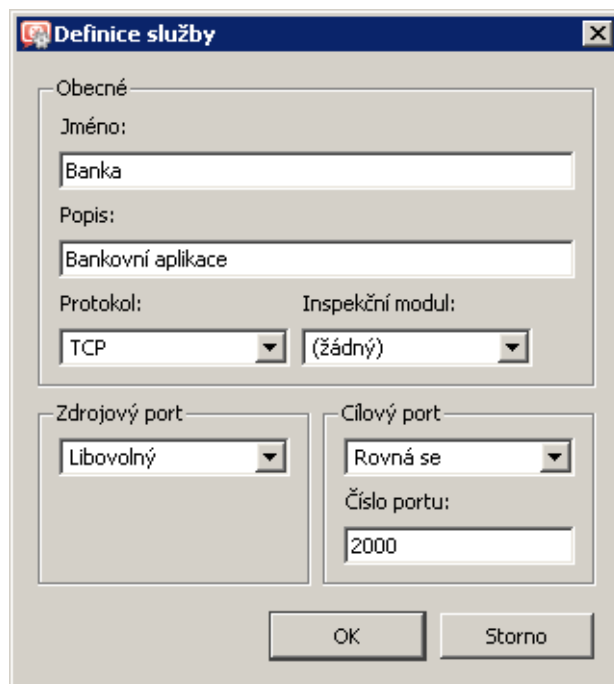 Definice služby
Obecné
Jméno:
Banka
Popis:
Bankovní aplikace
Protokol: Inspekční modul:
TCP (žádný)
Zdrojový port Cílový port
Libovolný Rovná se
Číslo portu:
2000
OK Storno